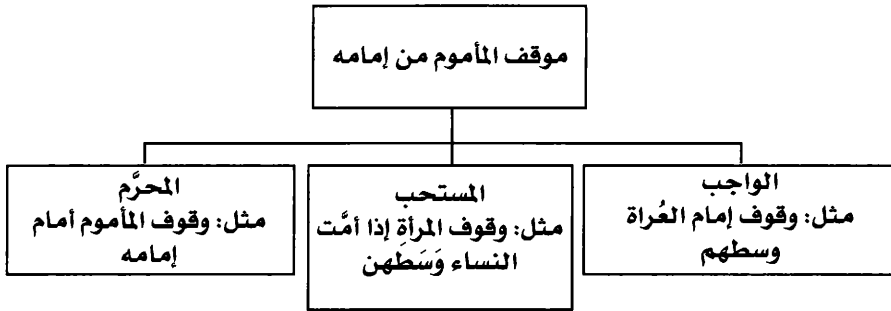 موقف المأموم من إمامه
الواجب
مثل: وقوف إمام العُراة
وسطهم
المستحب
مثل: وقوف المرأة إذا أمَّت
النساء وَسَطَهن
المحرَّم
مثل: وقوف المأموم أمام
إمامه